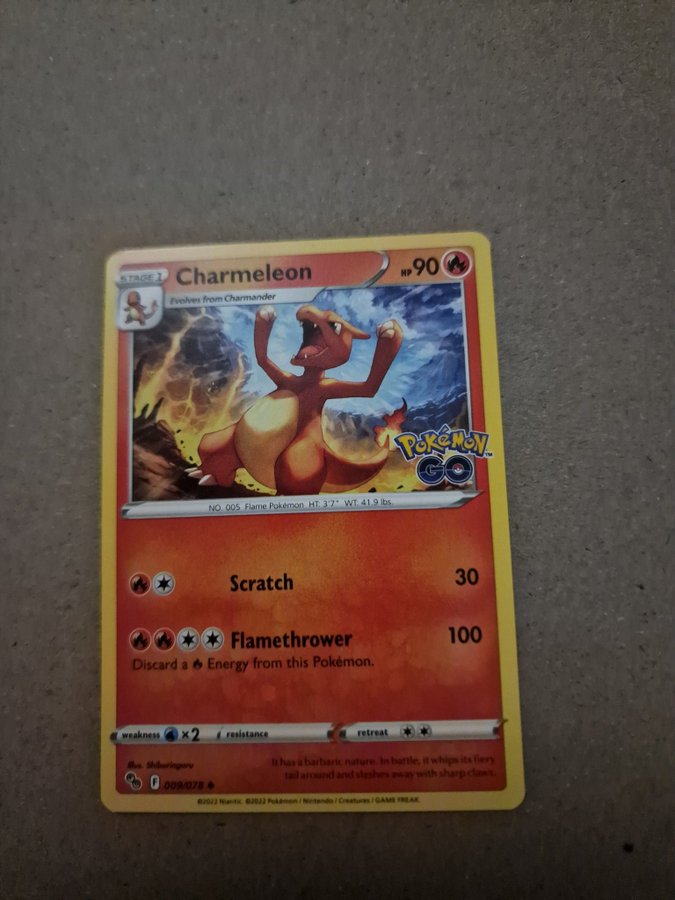 STAGE 1 Charmeleon HP 90
Evolves from Charmander
POKéMON™
GO
NO. 005 Flame Pokémon HT: 3'7" WT: 41.9 lbs.
Scratch 30
Flamethrower 100
Discard a Energy from this Pokémon.
weakness ×2 resistance retreat
Illus. Shiburingaru
It has a barbaric nature. In battle, it whips its fiery
tail around and slashes away with sharp claws.
F 009/078
©2022 Niantic. ©2022 Pokémon / Nintendo / Creatures / GAME FREAK.